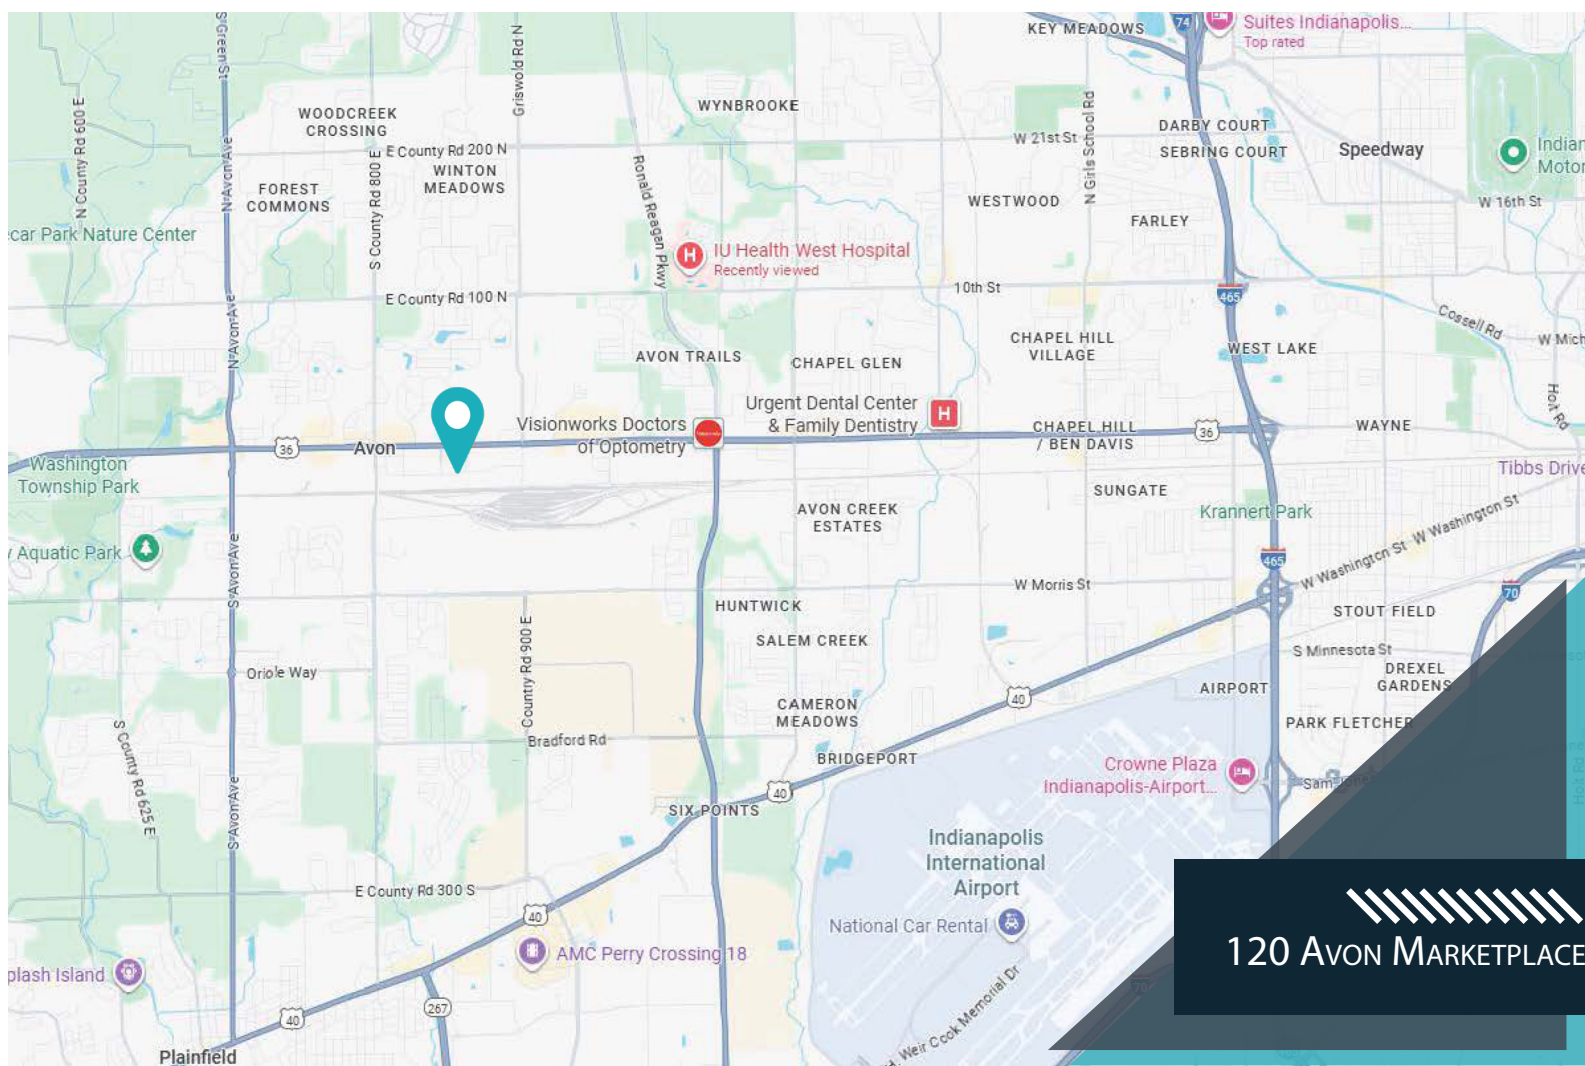 S Green St
Griswold Rd N
KEY MEADOWS
74
Suites Indianapolis...
Top rated
N County Rd 600 E
WOODCREEK
CROSSING
WYNBROOKE
N Girls School Rd
W 21st St
DARBY COURT
SEBRING COURT
Speedway
Indian
Motor
N Avon Ave
E County Rd 200 N
WINTON
MEADOWS
S County Rd 800 E
Ronald Reagan Pkwy
FOREST
COMMONS
WESTWOOD
W 16th St
FARLEY
ecar Park Nature Center
H
IU Health West Hospital
Recently viewed
E County Rd 100 N
10th St
465
Cossell Rd
N Avon Ave
AVON TRAILS
CHAPEL GLEN
CHAPEL HILL
VILLAGE
WEST LAKE
W Mich
Holt Rd
Visionworks Doctors
of Optometry
Urgent Dental Center
& Family Dentistry
H
CHAPEL HILL
/ BEN DAVIS
36
WAYNE
36
Avon
Washington
Township Park
Tibbs Drive
SUNGATE
AVON CREEK
ESTATES
Krannert Park
W Washington St
W Washington St
y Aquatic Park
S Avon Ave
465
W Morris St
70
HUNTWICK
STOUT FIELD
SALEM CREEK
Country Rd 900 E
S Minnesota St
Oriole Way
DREXEL
GARDENS
AIRPORT
40
CAMERON
MEADOWS
PARK FLETCHER
Bradford Rd
BRIDGEPORT
S County Rd 625 E
Crowne Plaza
Indianapolis-Airport...
S Avon Ave
40
SIX POINTS
Indianapolis
International
Airport
E County Rd 300 S
40
National Car Rental
AMC Perry Crossing 18
120 AVON MARKETPLACE
plash Island
267
40
Weir Cook Memorial Dr
Plainfield